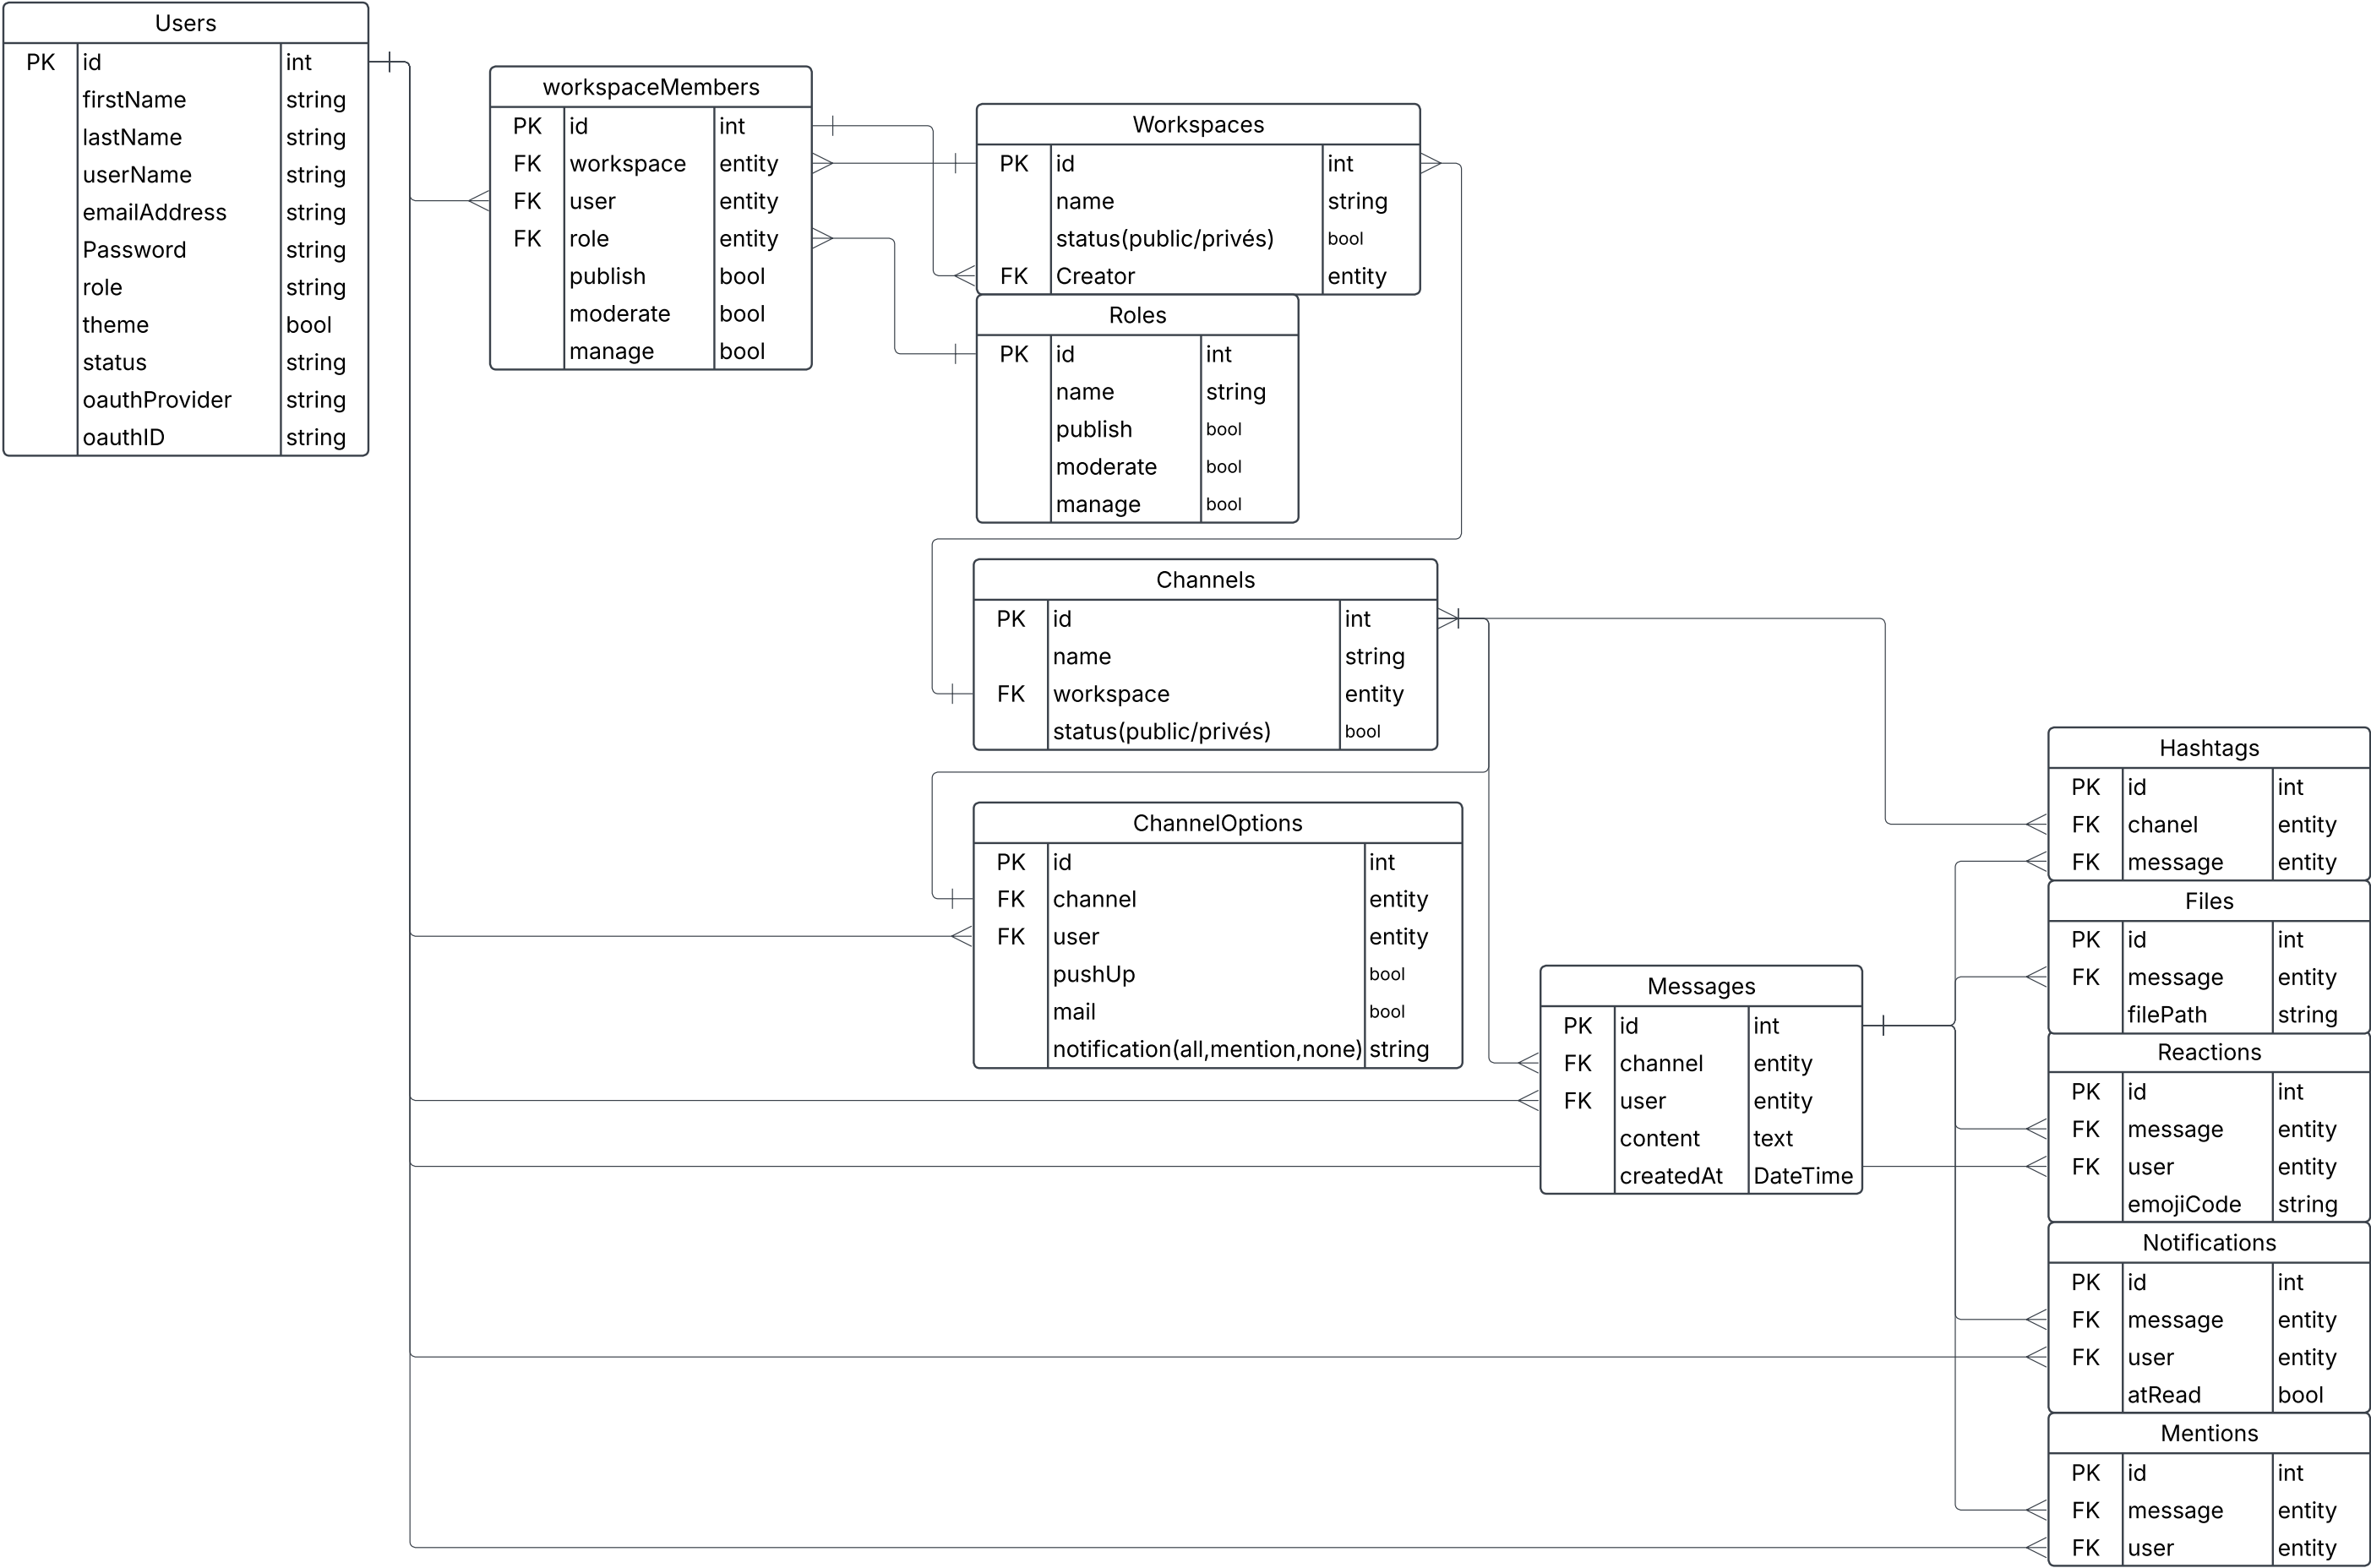 Users
PK id int
firstName string
lastName string
userName string
emailAddress string
Password string
role string
theme bool
status string
oauthProvider string
oauthID string
workspaceMembers
PK id int
FK workspace entity
FK user entity
FK role entity
publish bool
moderate bool
manage bool
Workspaces
PK id int
name string
status(public/privés) bool
FK Creator entity
Roles
PK id int
name string
publish bool
moderate bool
manage bool
Channels
PK id int
name string
FK workspace entity
status(public/privés) bool
ChannelOptions
PK id int
FK channel entity
FK user entity
pushUp bool
mail bool
notification(all,mention,none) string
Messages
PK id int
FK channel entity
FK user entity
content text
createdAt DateTime
Hashtags
PK id int
FK chanel entity
FK message entity
Files
PK id int
FK message entity
filePath string
Reactions
PK id int
FK message entity
FK user entity
emojiCode string
Notifications
PK id int
FK message entity
FK user entity
atRead bool
Mentions
PK id int
FK message entity
FK user entity